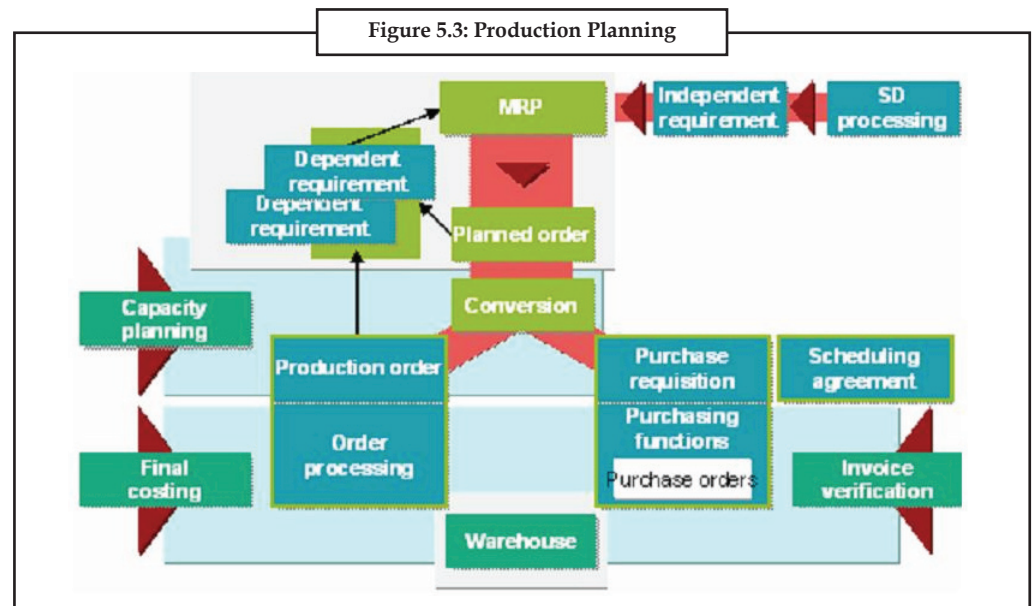 Figure 5.3: Production Planning
MRP
Independent
requirement
SD
processing
Dependent
requirement
Dependent
requirement
Planned order
Conversion
Capacity
planning
Production order
Purchase
requisition
Scheduling
agreement
Order
processing
Purchasing
functions
Purchase orders
Final
costing
Invoice
verification
Warehouse